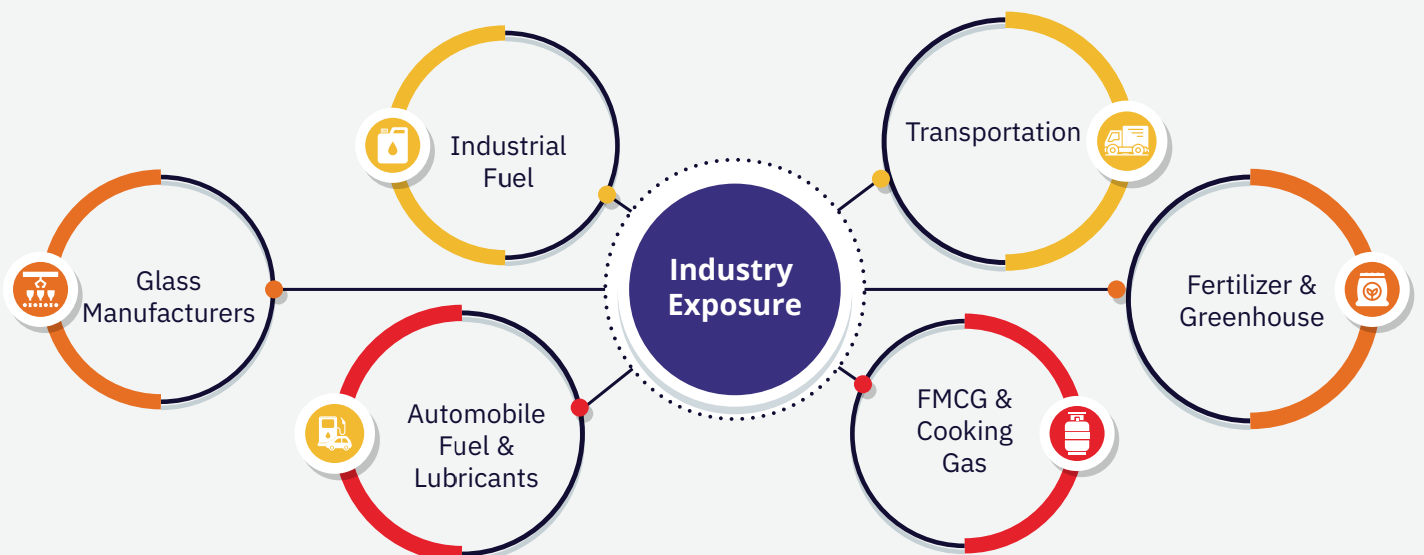 Industrial
Fuel
Transportation
Glass
Manufacturers
Industry
Exposure
Fertilizer &
Greenhouse
Automobile
Fuel &
Lubricants
FMCG &
Cooking
Gas